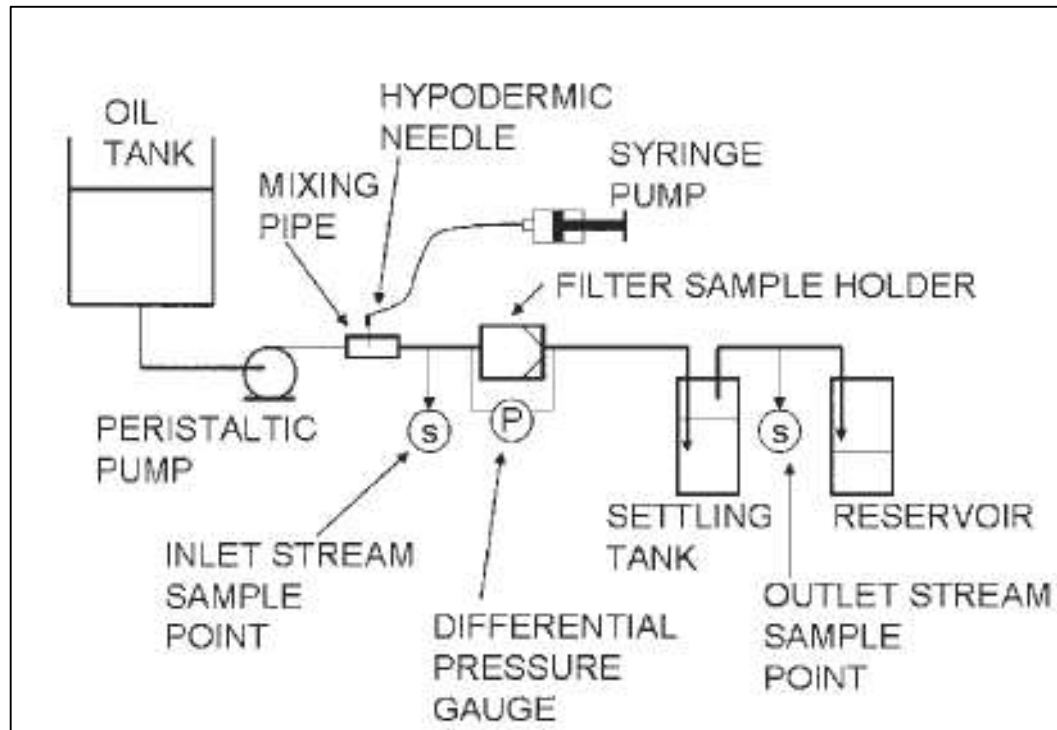 OIL
TANK
HYPODERMIC
NEEDLE
SYRINGE
PUMP
MIXING
PIPE
FILTER SAMPLE HOLDER
PERISTALTIC
PUMP
S
P
S
SETTLING
TANK
RESERVOIR
INLET STREAM
SAMPLE
POINT
DIFFERENTIAL
PRESSURE
GAUGE
OUTLET STREAM
SAMPLE
POINT